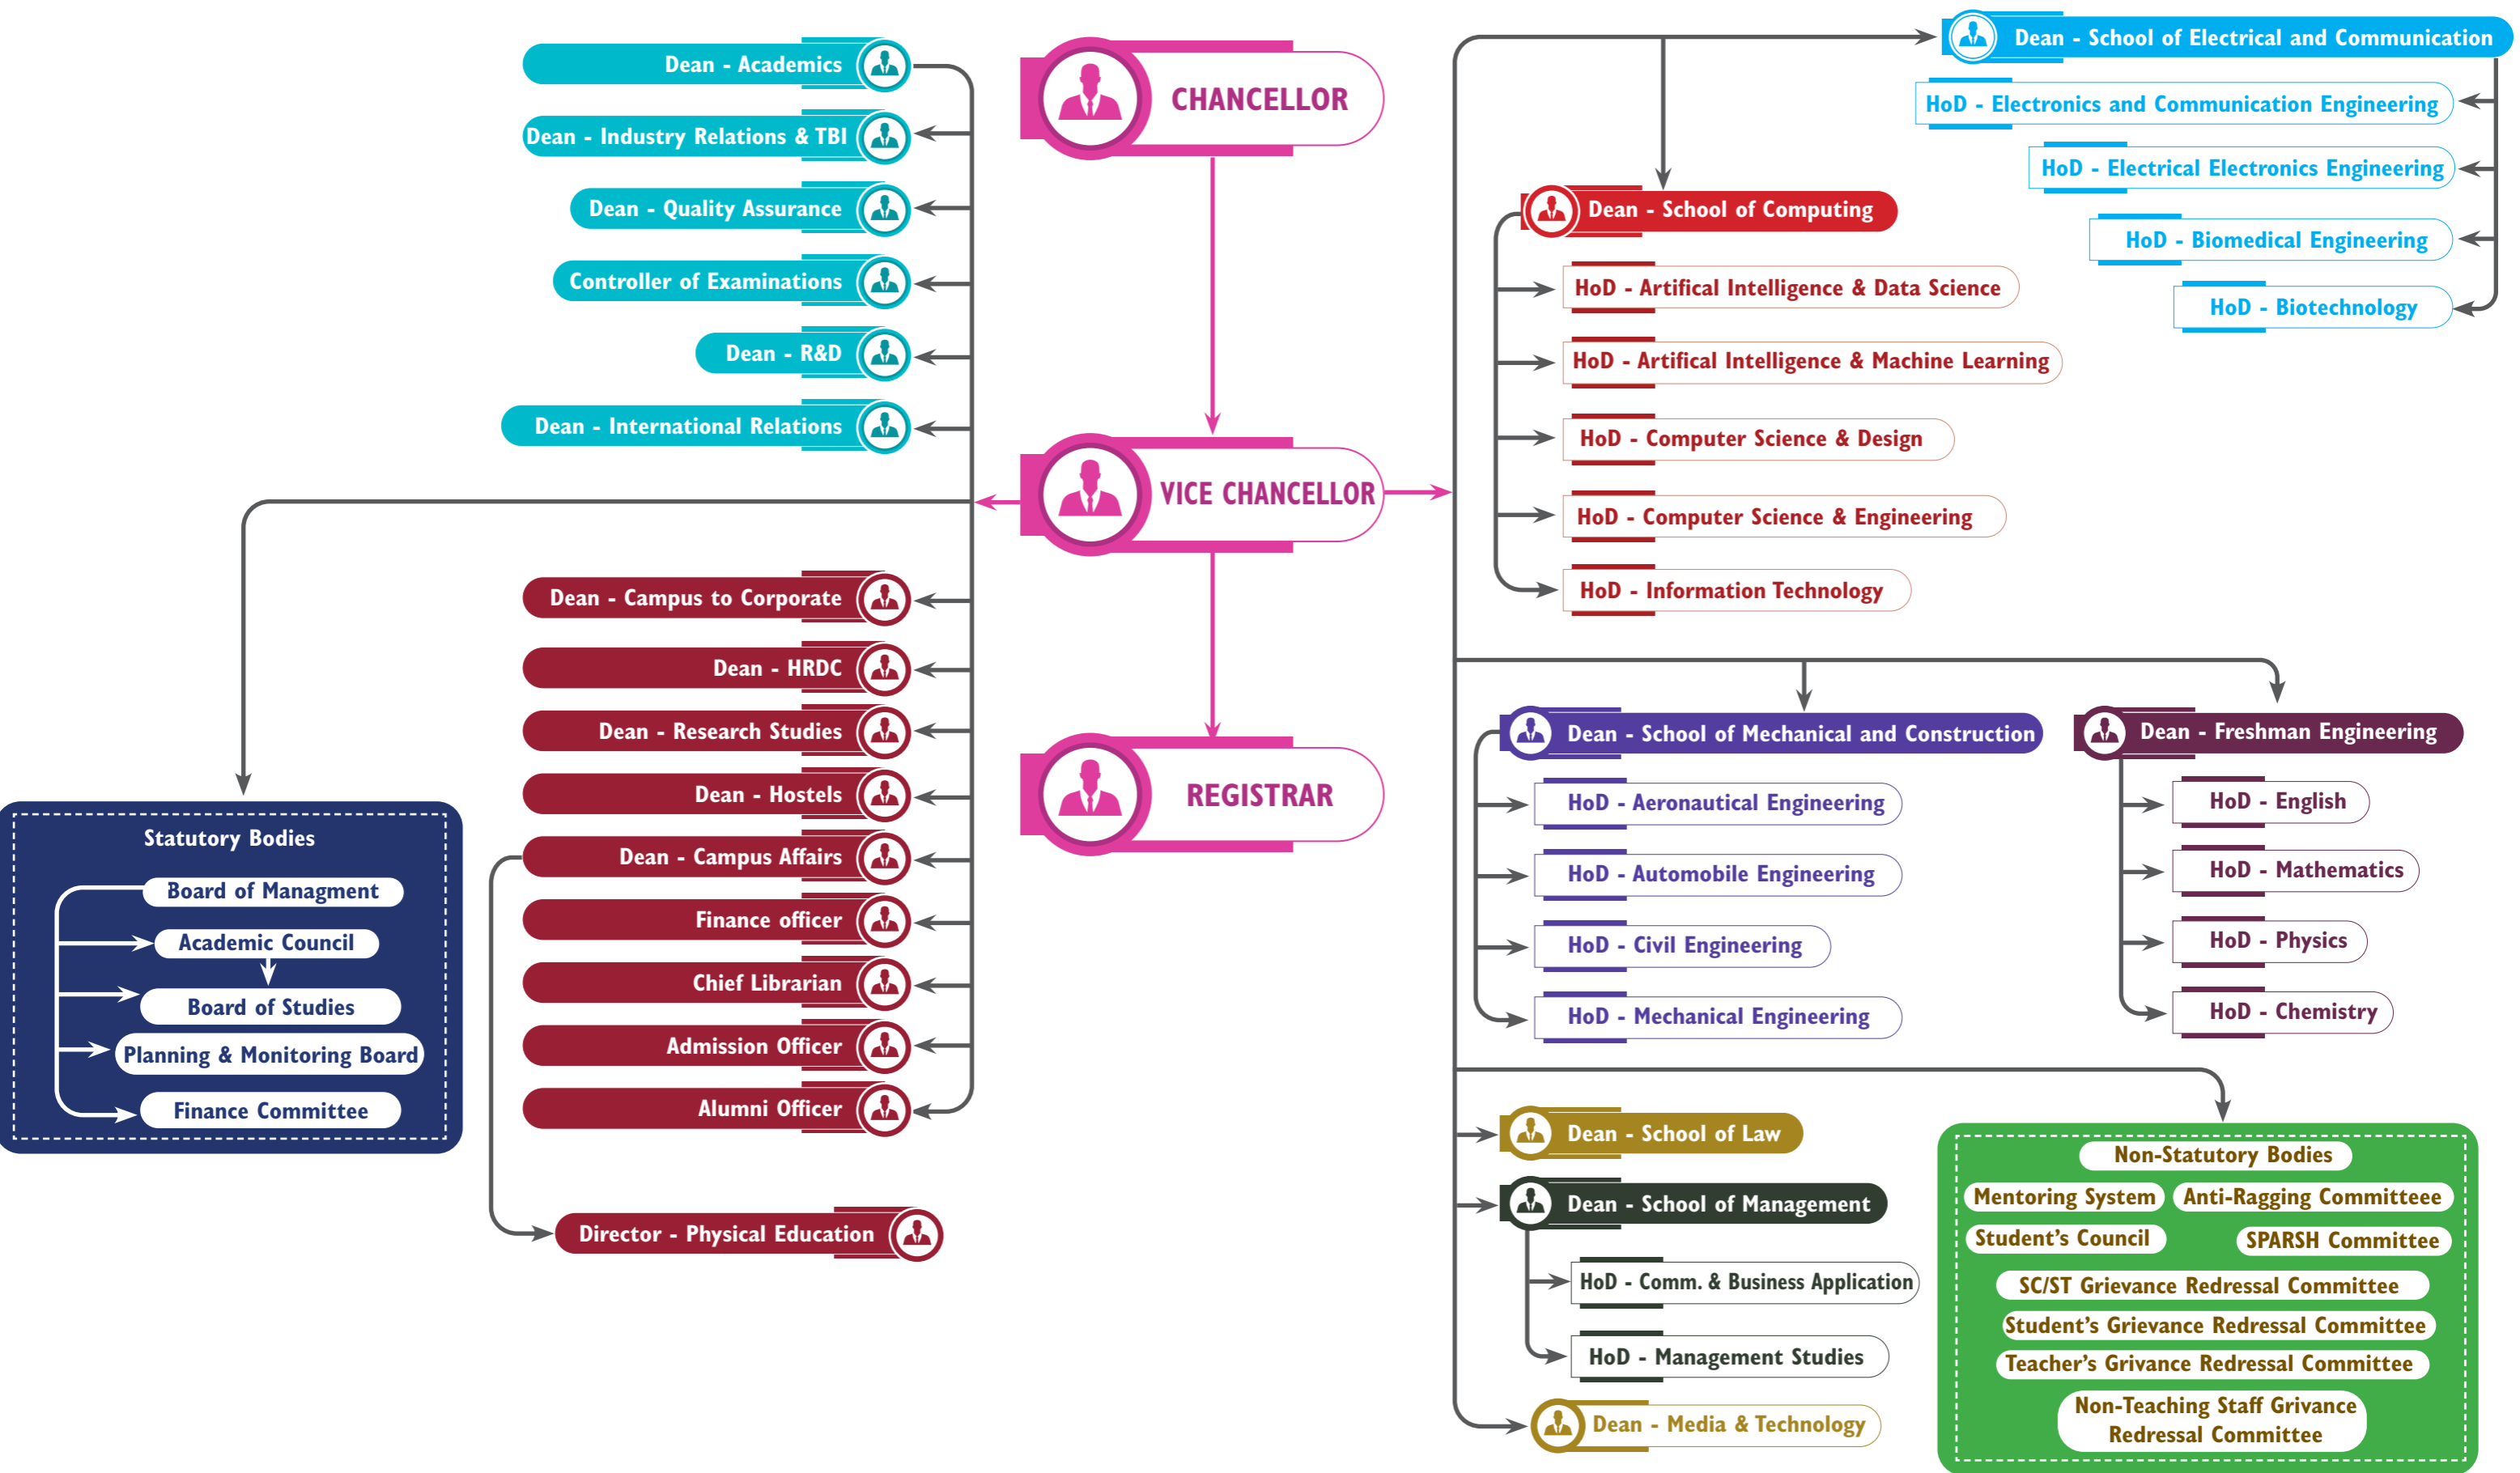 CHANCELLOR
VICE CHANCELLOR
REGISTRAR
Dean - Academics
Dean - Industry Relations & TBI
Dean - Quality Assurance
Controller of Examinations
Dean - R&D
Dean - International Relations
Dean - Campus to Corporate
Dean - HRDC
Dean - Research Studies
Dean - Hostels
Dean - Campus Affairs
Finance officer
Chief Librarian
Admission Officer
Alumni Officer
Director - Physical Education
Statutory Bodies
Board of Managment
Academic Council
Board of Studies
Planning & Monitoring Board
Finance Committee
Dean - School of Electrical and Communication
HoD - Electronics and Communication Engineering
HoD - Electrical Electronics Engineering
HoD - Biomedical Engineering
HoD - Biotechnology
Dean - School of Computing
HoD - Artifical Intelligence & Data Science
HoD - Artifical Intelligence & Machine Learning
HoD - Computer Science & Design
HoD - Computer Science & Engineering
HoD - Information Technology
Dean - School of Mechanical and Construction
HoD - Aeronautical Engineering
HoD - Automobile Engineering
HoD - Civil Engineering
HoD - Mechanical Engineering
Dean - Freshman Engineering
HoD - English
HoD - Mathematics
HoD - Physics
HoD - Chemistry
Dean - School of Law
Dean - School of Management
HoD - Comm. & Business Application
HoD - Management Studies
Dean - Media & Technology
Non-Statutory Bodies
Mentoring System
Anti-Ragging Committeee
Student’s Council
SPARSH Committee
SC/ST Grievance Redressal Committee
Student’s Grievance Redressal Committee
Teacher’s Grivance Redressal Committee
Non-Teaching Staff Grivance
Redressal Committee